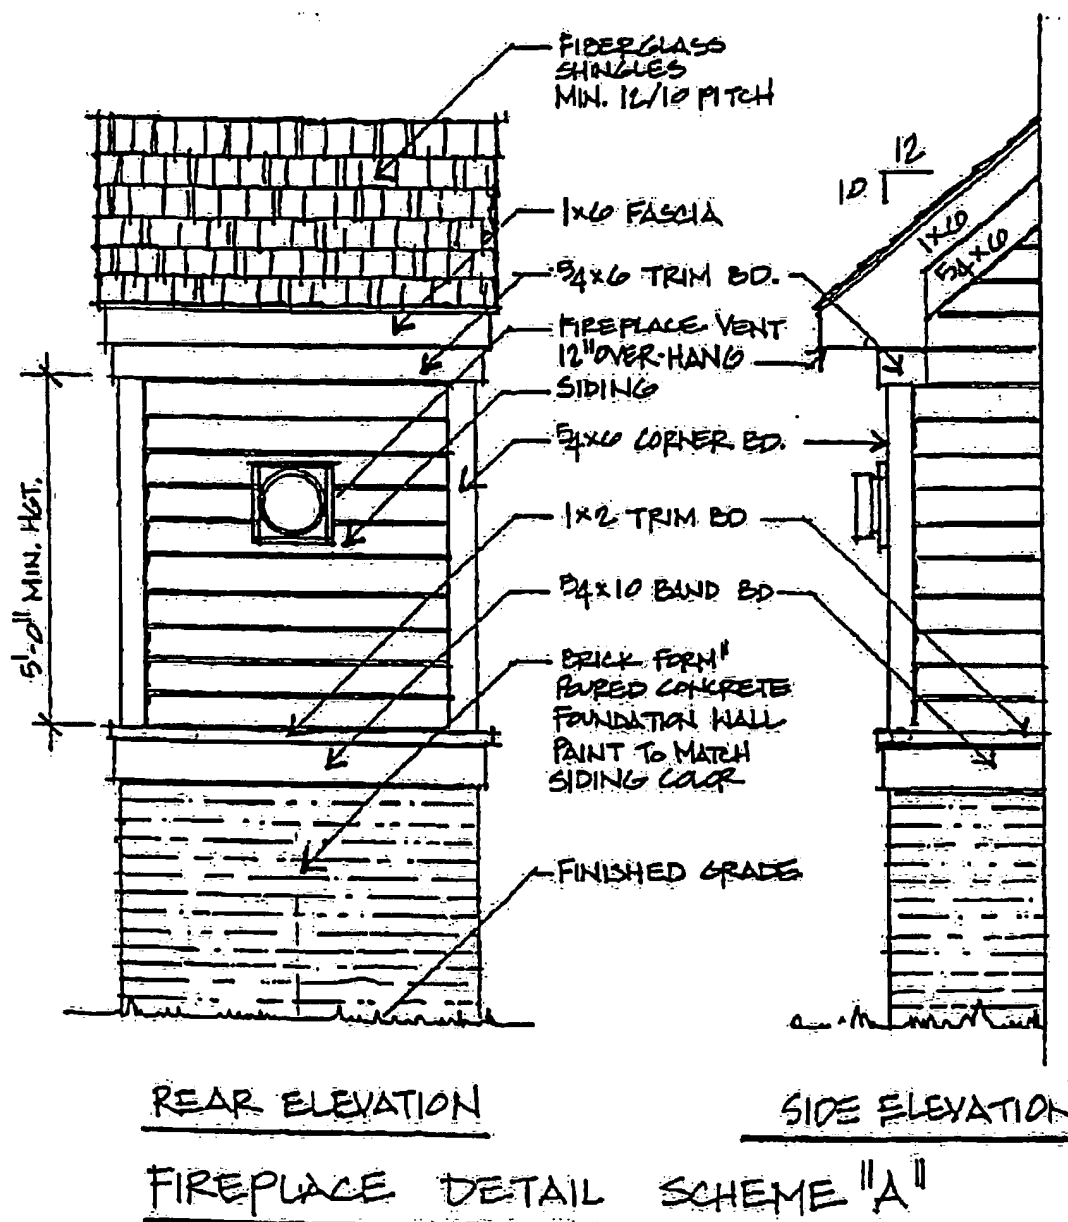 FIBERGLASS
SHINGLES
MIN. 12/10 PITCH
12
10
1x6 FASCIA
1x6
5/4x6
5/4x6 TRIM BD.
FIREPLACE VENT
12" OVER-HANG
SIDING
5/4x6 CORNER BD.
5'-0" MIN. HGT.
1x2 TRIM BD
5/4x10 BAND BD
BRICK FORM"
POURED CONCRETE
FOUNDATION WALL
PAINT TO MATCH
SIDING COLOR
FINISHED GRADE
REAR ELEVATION
SIDE ELEVATION
FIREPLACE DETAIL SCHEME "A"